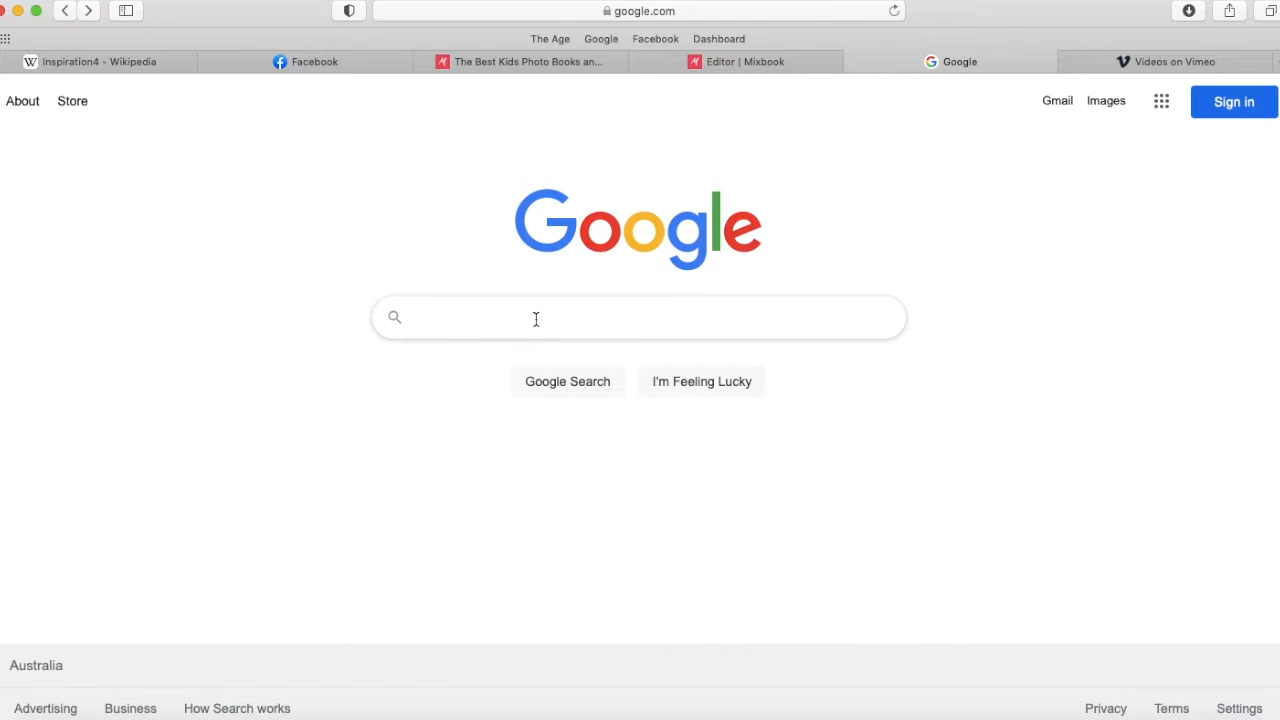 google.com
The Age Google Facebook Dashboard
Inspiration4 - Wikipedia Facebook The Best Kids Photo Books an... Editor | Mixbook Google Videos on Vimeo
About Store Gmail Images Sign in
Google
Google Search I'm Feeling Lucky
Australia
Advertising Business How Search works Privacy Terms Settings